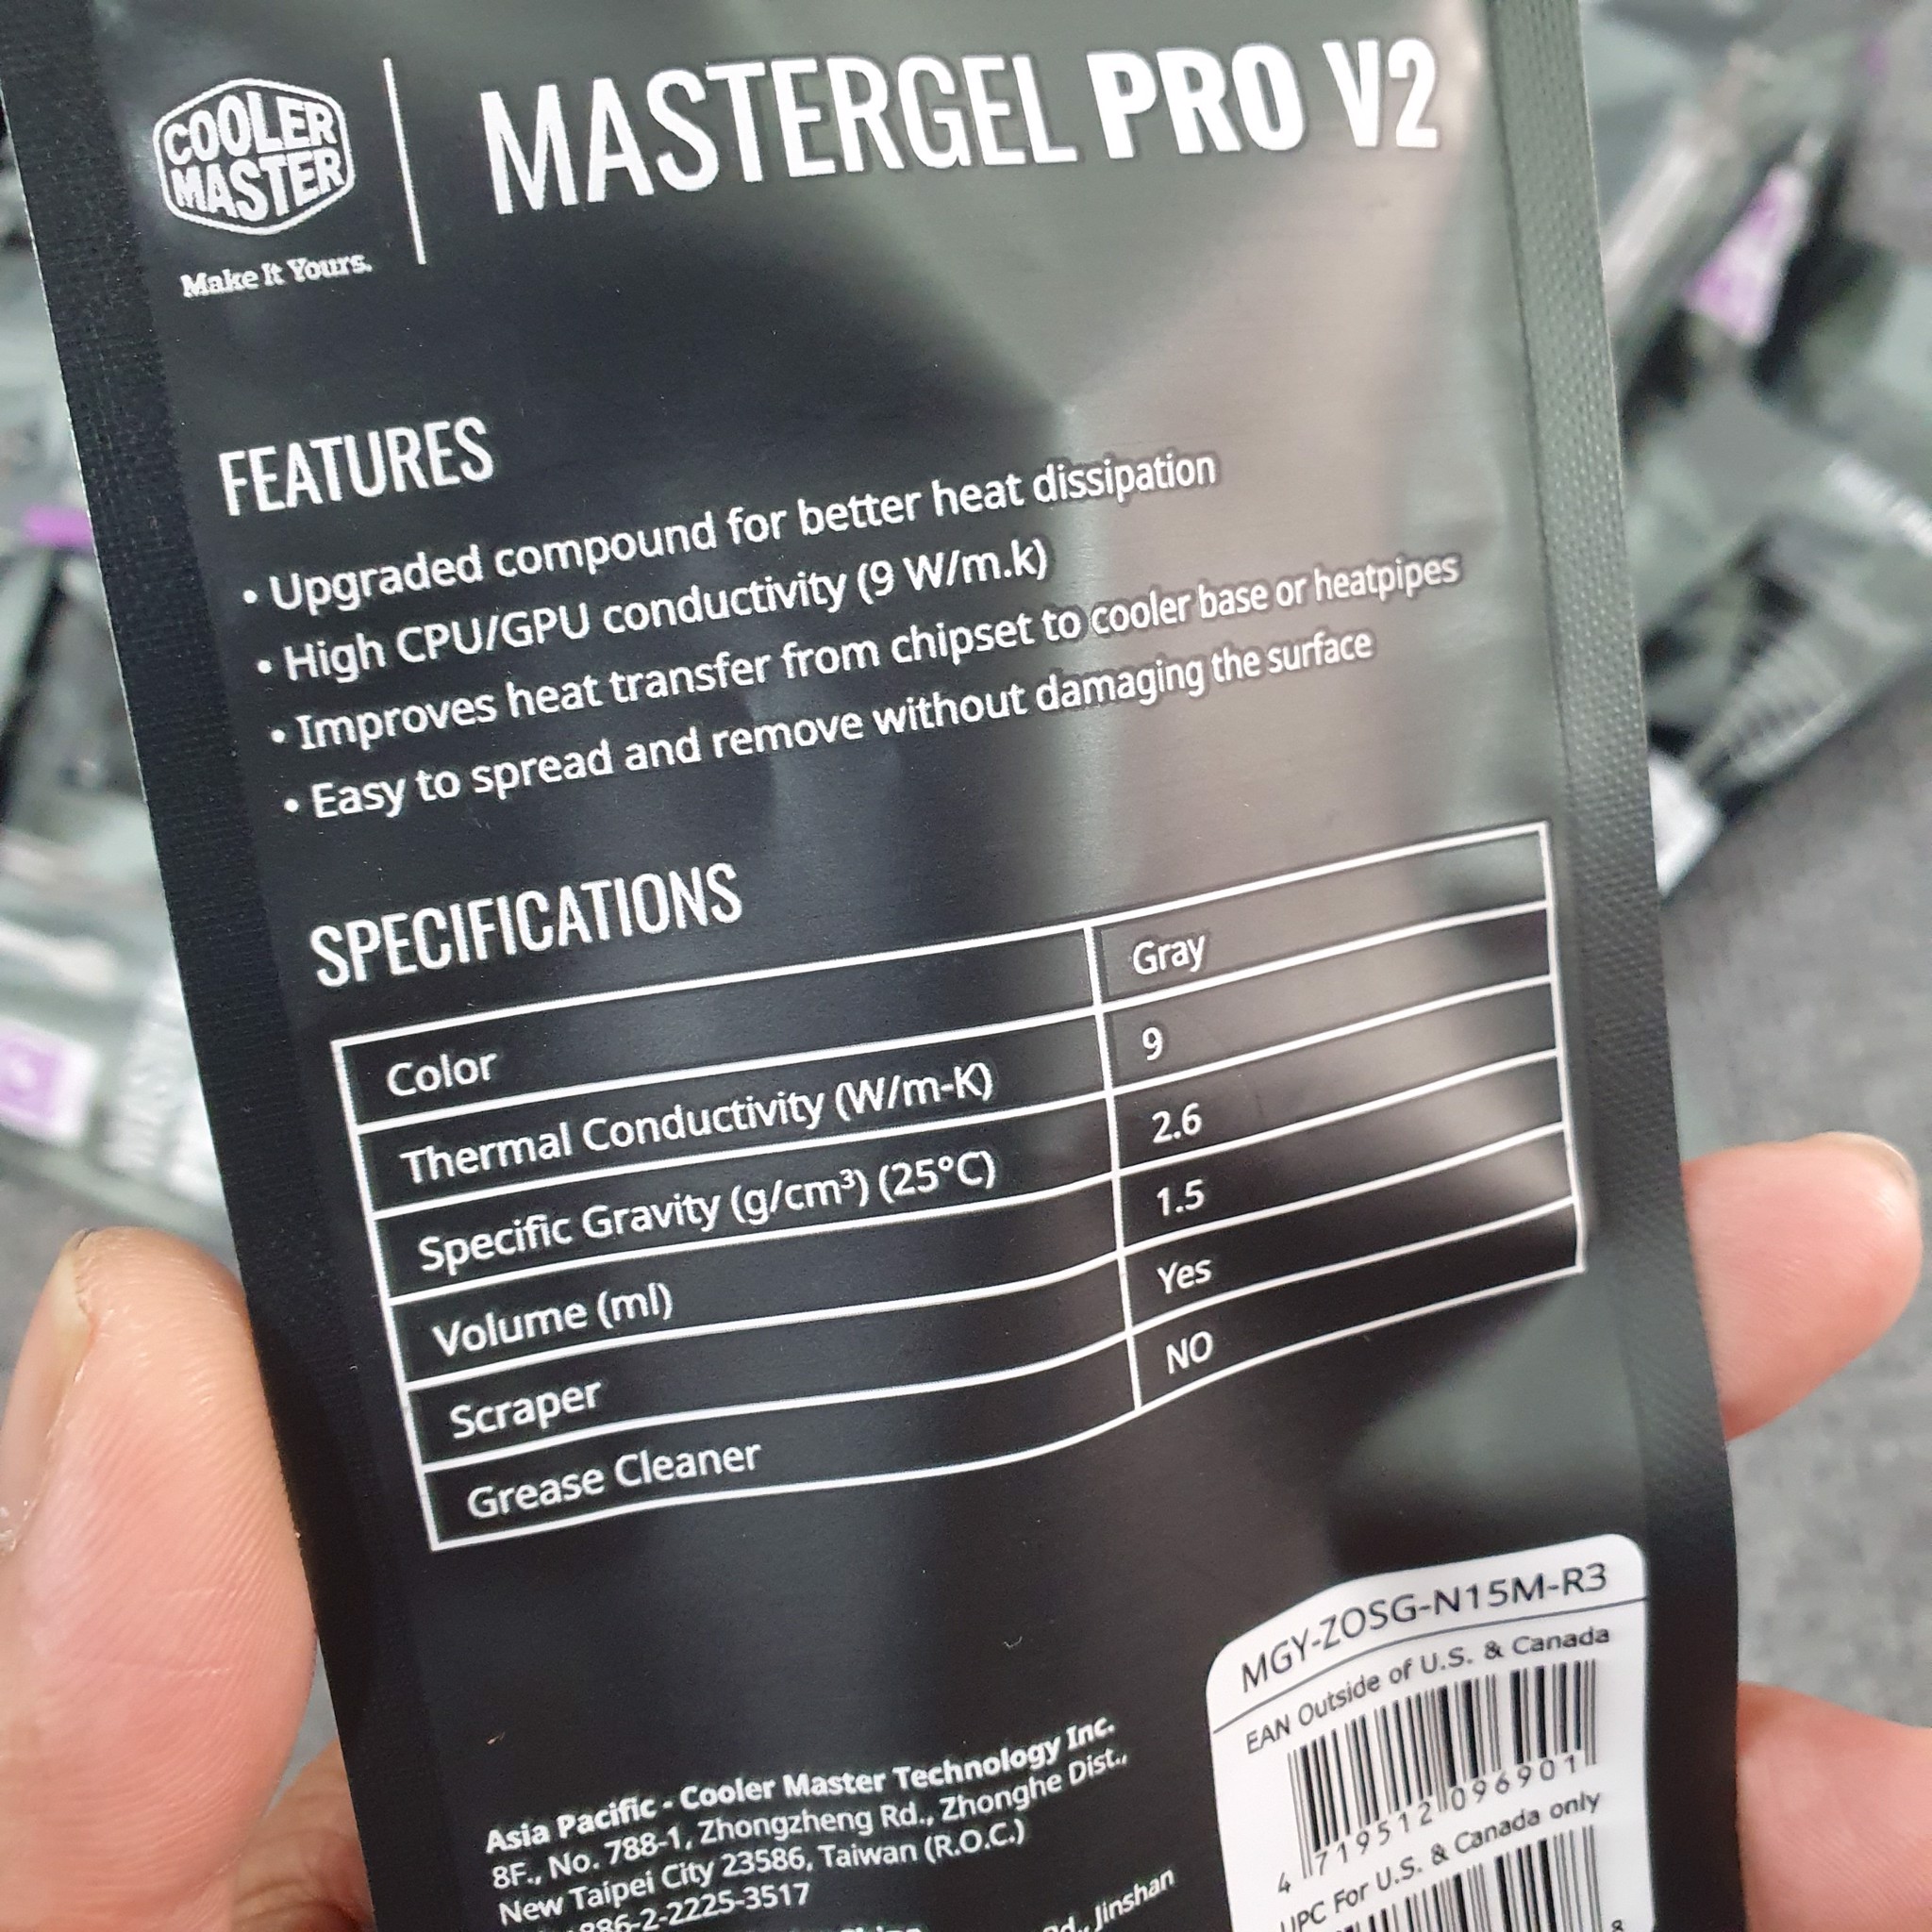 COOLER
MASTER
Make It Yours.
MASTERGEL PRO V2
FEATURES
• Upgraded compound for better heat dissipation
• High CPU/GPU conductivity (9 W/m.k)
• Improves heat transfer from chipset to cooler base or heatpipes
• Easy to spread and remove without damaging the surface
SPECIFICATIONS
Color Gray
Thermal Conductivity (W/m-K) 9
Specific Gravity (g/cm³) (25°C) 2.6
Volume (ml) 1.5
Scraper Yes
Grease Cleaner NO
MGY-ZOSG-N15M-R3
EAN Outside of U.S. & Canada
4 719512 096901
UPC For U.S. & Canada only
8
Asia Pacific - Cooler Master Technology Inc.
8F., No. 788-1, Zhongzheng Rd., Zhonghe Dist.,
New Taipei City 23586, Taiwan (R.O.C.)
886-2-2225-3517
Jinshan